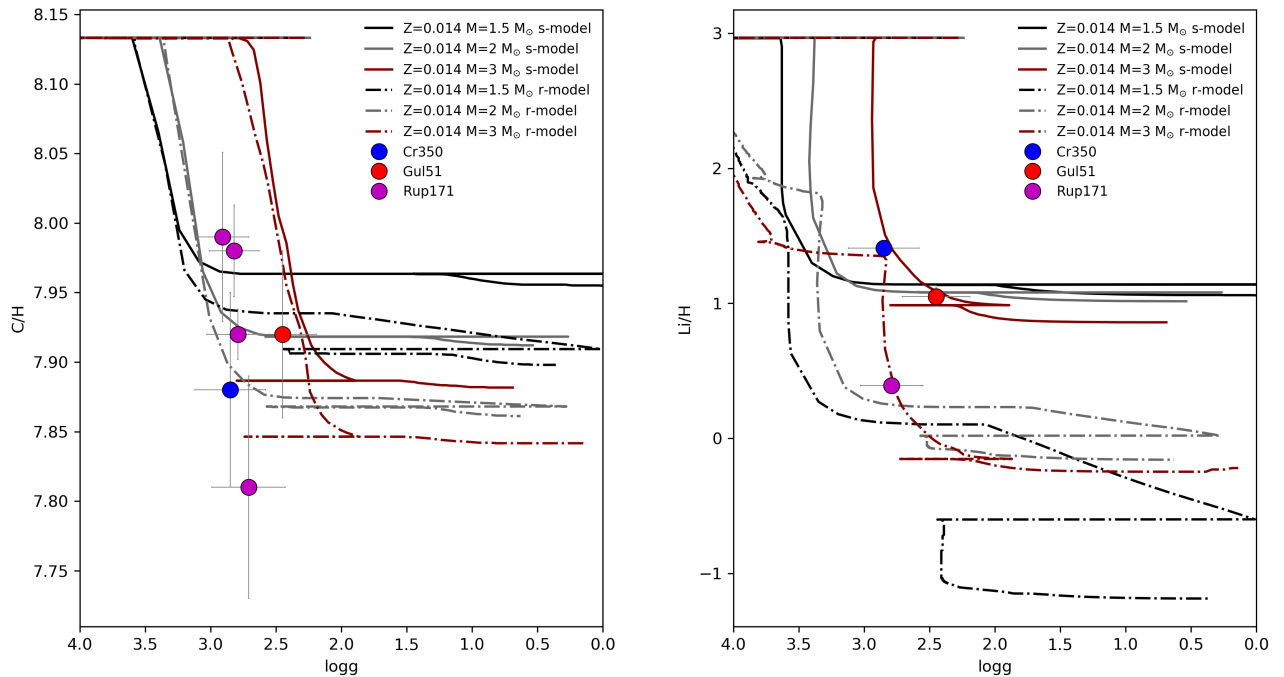 8.15
8.10
8.05
8.00
7.95
7.90
7.85
7.80
7.75
C/H
4.0 3.5 3.0 2.5 2.0 1.5 1.0 0.5 0.0
logg
Z=0.014 M=1.5 M☉ s-model
Z=0.014 M=2 M☉ s-model
Z=0.014 M=3 M☉ s-model
Z=0.014 M=1.5 M☉ r-model
Z=0.014 M=2 M☉ r-model
Z=0.014 M=3 M☉ r-model
Cr350
Gul51
Rup171
3
2
1
0
−1
Li/H
4.0 3.5 3.0 2.5 2.0 1.5 1.0 0.5 0.0
logg
Z=0.014 M=1.5 M☉ s-model
Z=0.014 M=2 M☉ s-model
Z=0.014 M=3 M☉ s-model
Z=0.014 M=1.5 M☉ r-model
Z=0.014 M=2 M☉ r-model
Z=0.014 M=3 M☉ r-model
Cr350
Gul51
Rup171